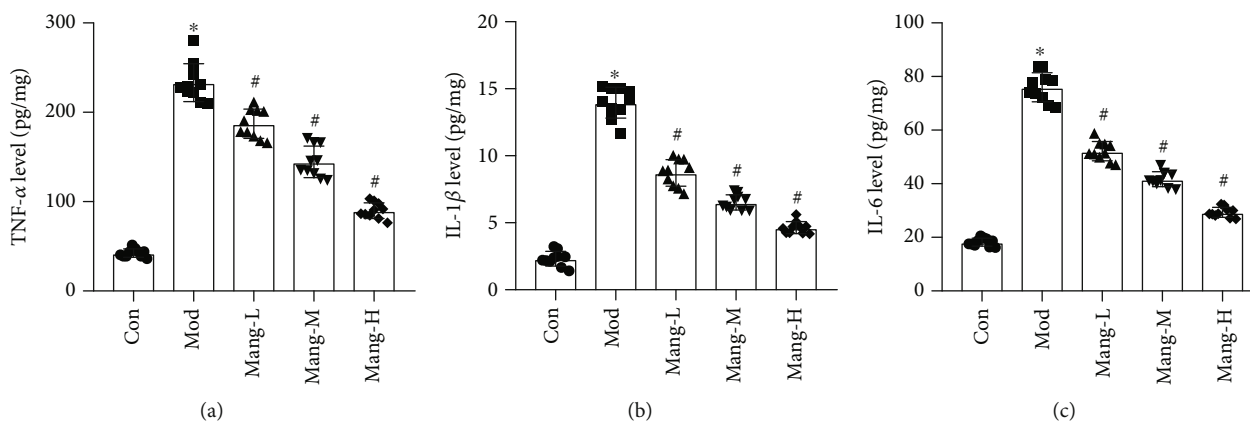 TNF-α level (pg/mg)
300
200
100
0
*
#
#
#
Con
Mod
Mang-L
Mang-M
Mang-H
(a)
IL-1β level (pg/mg)
20
15
10
5
0
*
#
#
#
Con
Mod
Mang-L
Mang-M
Mang-H
(b)
IL-6 level (pg/mg)
100
80
60
40
20
0
*
#
#
#
Con
Mod
Mang-L
Mang-M
Mang-H
(c)